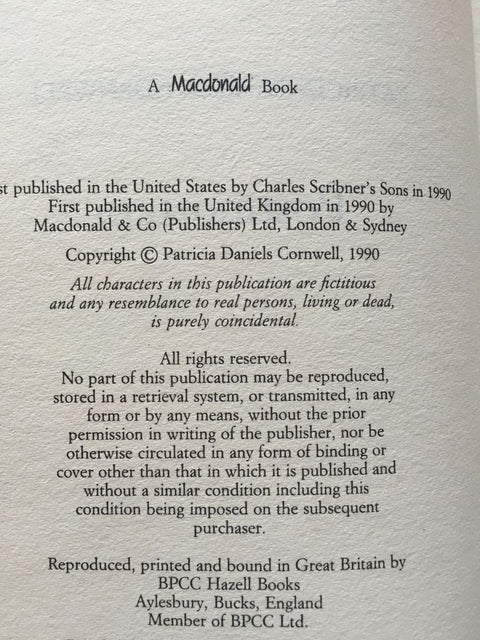 A Macdonald Book
st published in the United States by Charles Scribner's Sons in 1990
First published in the United Kingdom in 1990 by
Macdonald & Co (Publishers) Ltd, London & Sydney
Copyright © Patricia Daniels Cornwell, 1990
All characters in this publication are fictitious
and any resemblance to real persons, living or dead,
is purely coincidental.
All rights reserved.
No part of this publication may be reproduced,
stored in a retrieval system, or transmitted, in any
form or by any means, without the prior
permission in writing of the publisher, nor be
otherwise circulated in any form of binding or
cover other than that in which it is published and
without a similar condition including this
condition being imposed on the subsequent
purchaser.
Reproduced, printed and bound in Great Britain by
BPCC Hazell Books
Aylesbury, Bucks, England
Member of BPCC Ltd.